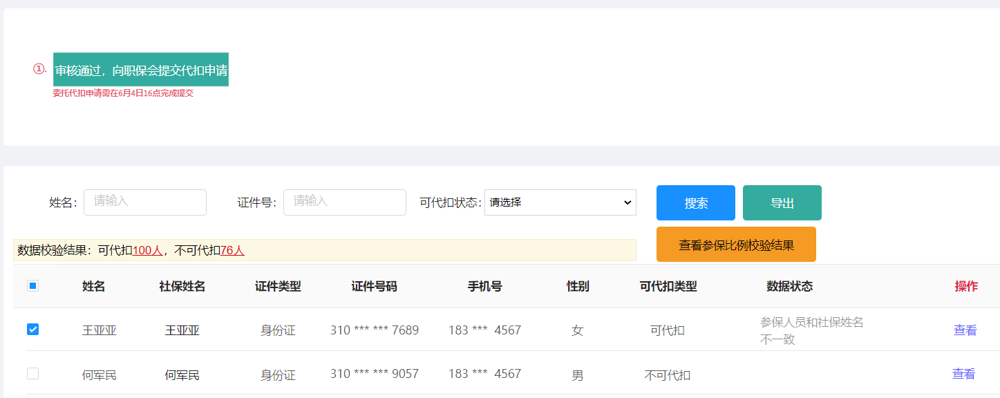 ①. 审核通过，向职保会提交代扣申请
委托代扣申请需在6月4日16点完成提交
姓名： 请输入 证件号： 请输入 可代扣状态： 请选择 搜索 导出
数据校验结果：可代扣100人，不可代扣76人 查看参保比例校验结果
姓名 社保姓名 证件类型 证件号码 手机号 性别 可代扣类型 数据状态 操作
王亚亚 王亚亚 身份证 310 *** *** 7689 183 *** 4567 女 可代扣 参保人员和社保姓名 查看
不一致
何军民 何军民 身份证 310 *** *** 9057 183 *** 4567 男 不可代扣 查看